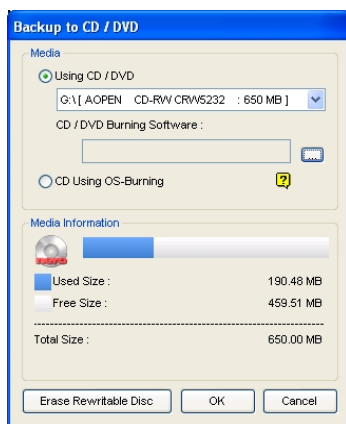 Backup to CD / DVD
Media
Using CD / DVD
G:\ [ AOPEN CD-RW CRW5232 : 650 MB ]
CD / DVD Burning Software :
...
CD Using OS-Burning
?
Media Information
nero
Used Size : 190.48 MB
Free Size : 459.51 MB
Total Size : 650.00 MB
Erase Rewritable Disc OK Cancel